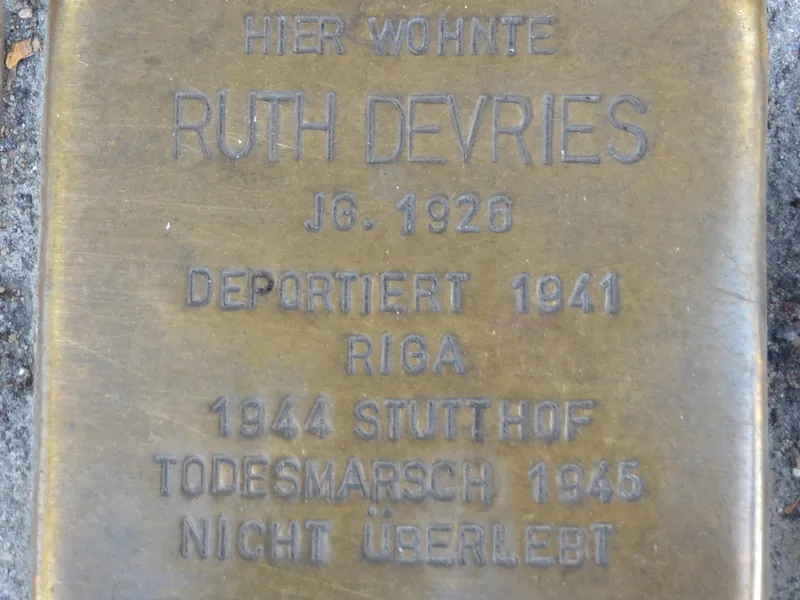 HIER WOHNTE
RUTH DEVRIES
JG. 1926
DEPORTIERT 1941
RIGA
1944 STUTTHOF
TODESMARSCH 1945
NICHT ÜBERLEBT